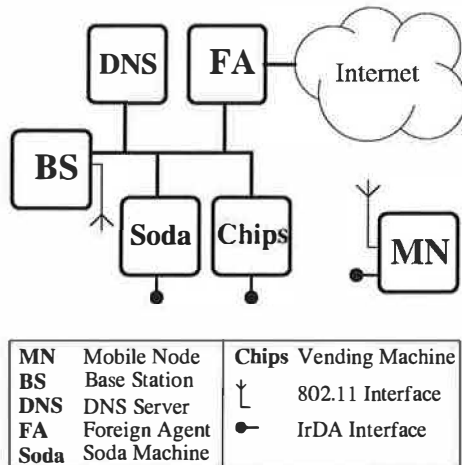 DNS
FA
Internet
BS
Soda
Chips
MN
MN Mobile Node
BS Base Station
DNS DNS Server
FA Foreign Agent
Soda Soda Machine
Chips Vending Machine
802.11 Interface
IrDA Interface